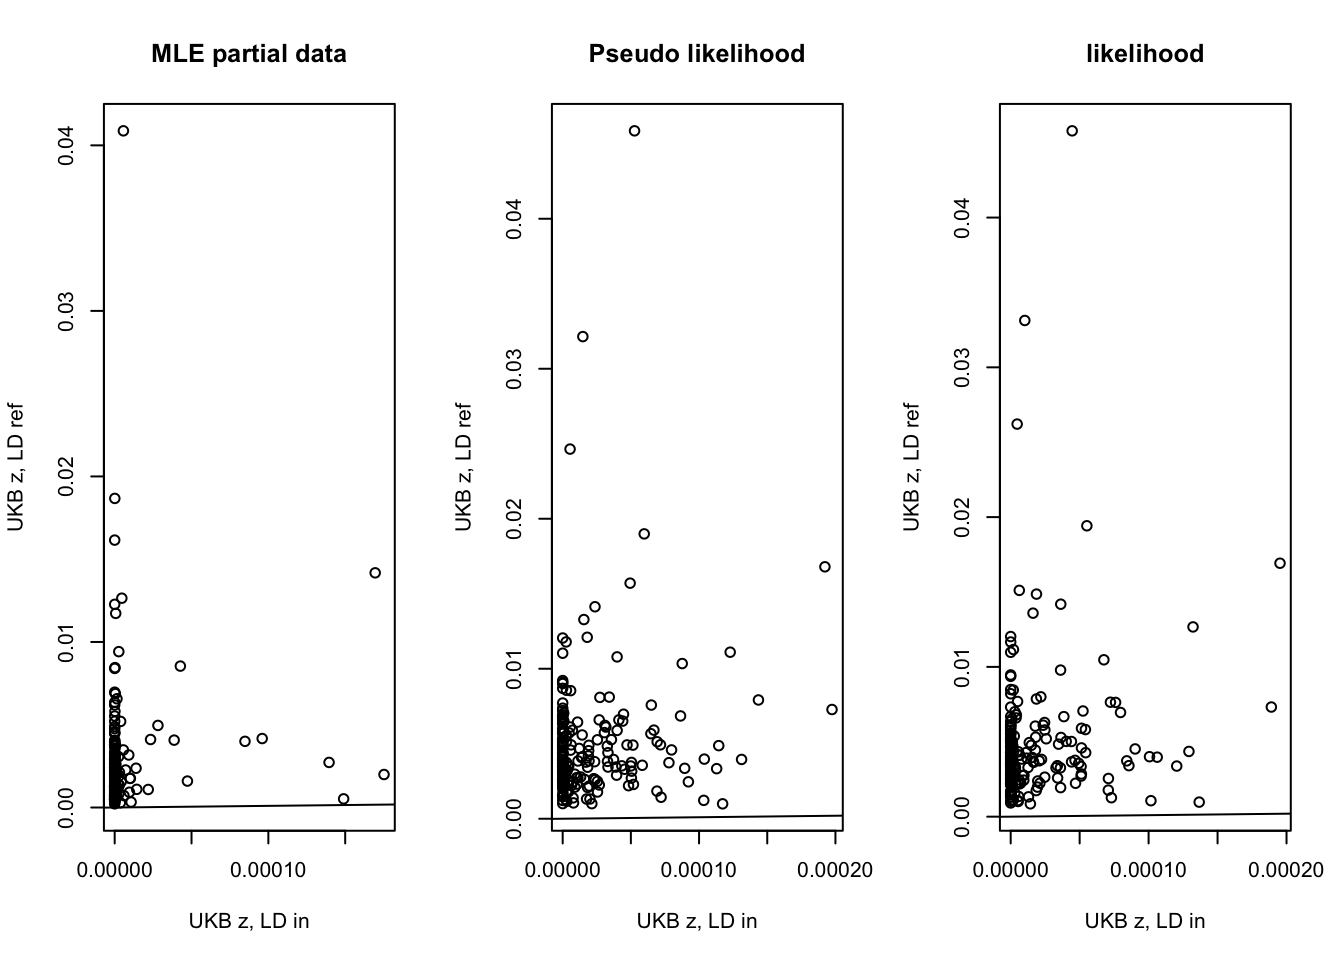 MLE partial data
UKB z, LD ref
0.04
0.03
0.02
0.01
0.00
0.00000 0.00010
UKB z, LD in
Pseudo likelihood
UKB z, LD ref
0.04
0.03
0.02
0.01
0.00
0.00000 0.00010 0.00020
UKB z, LD in
likelihood
UKB z, LD ref
0.04
0.03
0.02
0.01
0.00
0.00000 0.00010 0.00020
UKB z, LD in